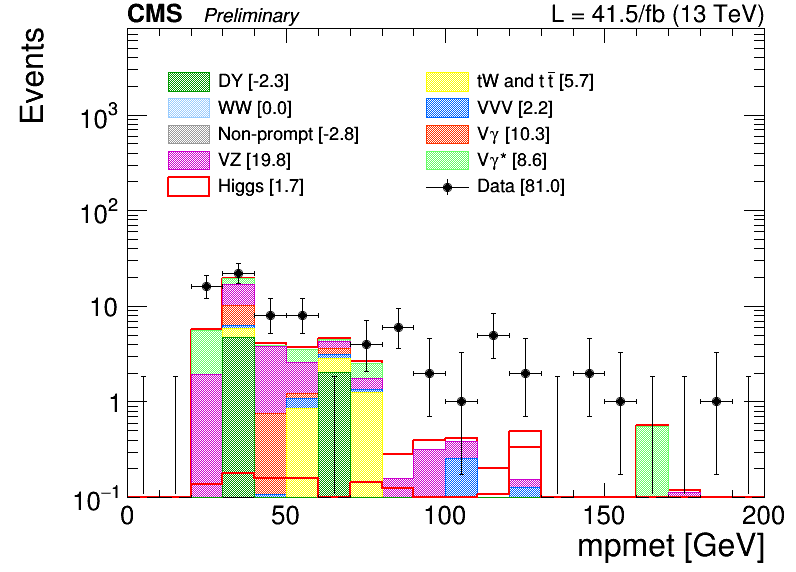 CMS Preliminary L = 41.5/fb (13 TeV)
Events
DY [-2.3]
WW [0.0]
Non-prompt [-2.8]
VZ [19.8]
Higgs [1.7]
tW and tt̄ [5.7]
VVV [2.2]
Vγ [10.3]
Vγ* [8.6]
Data [81.0]
10³
10²
10
1
10⁻¹
0 50 100 150 200
mpmet [GeV]